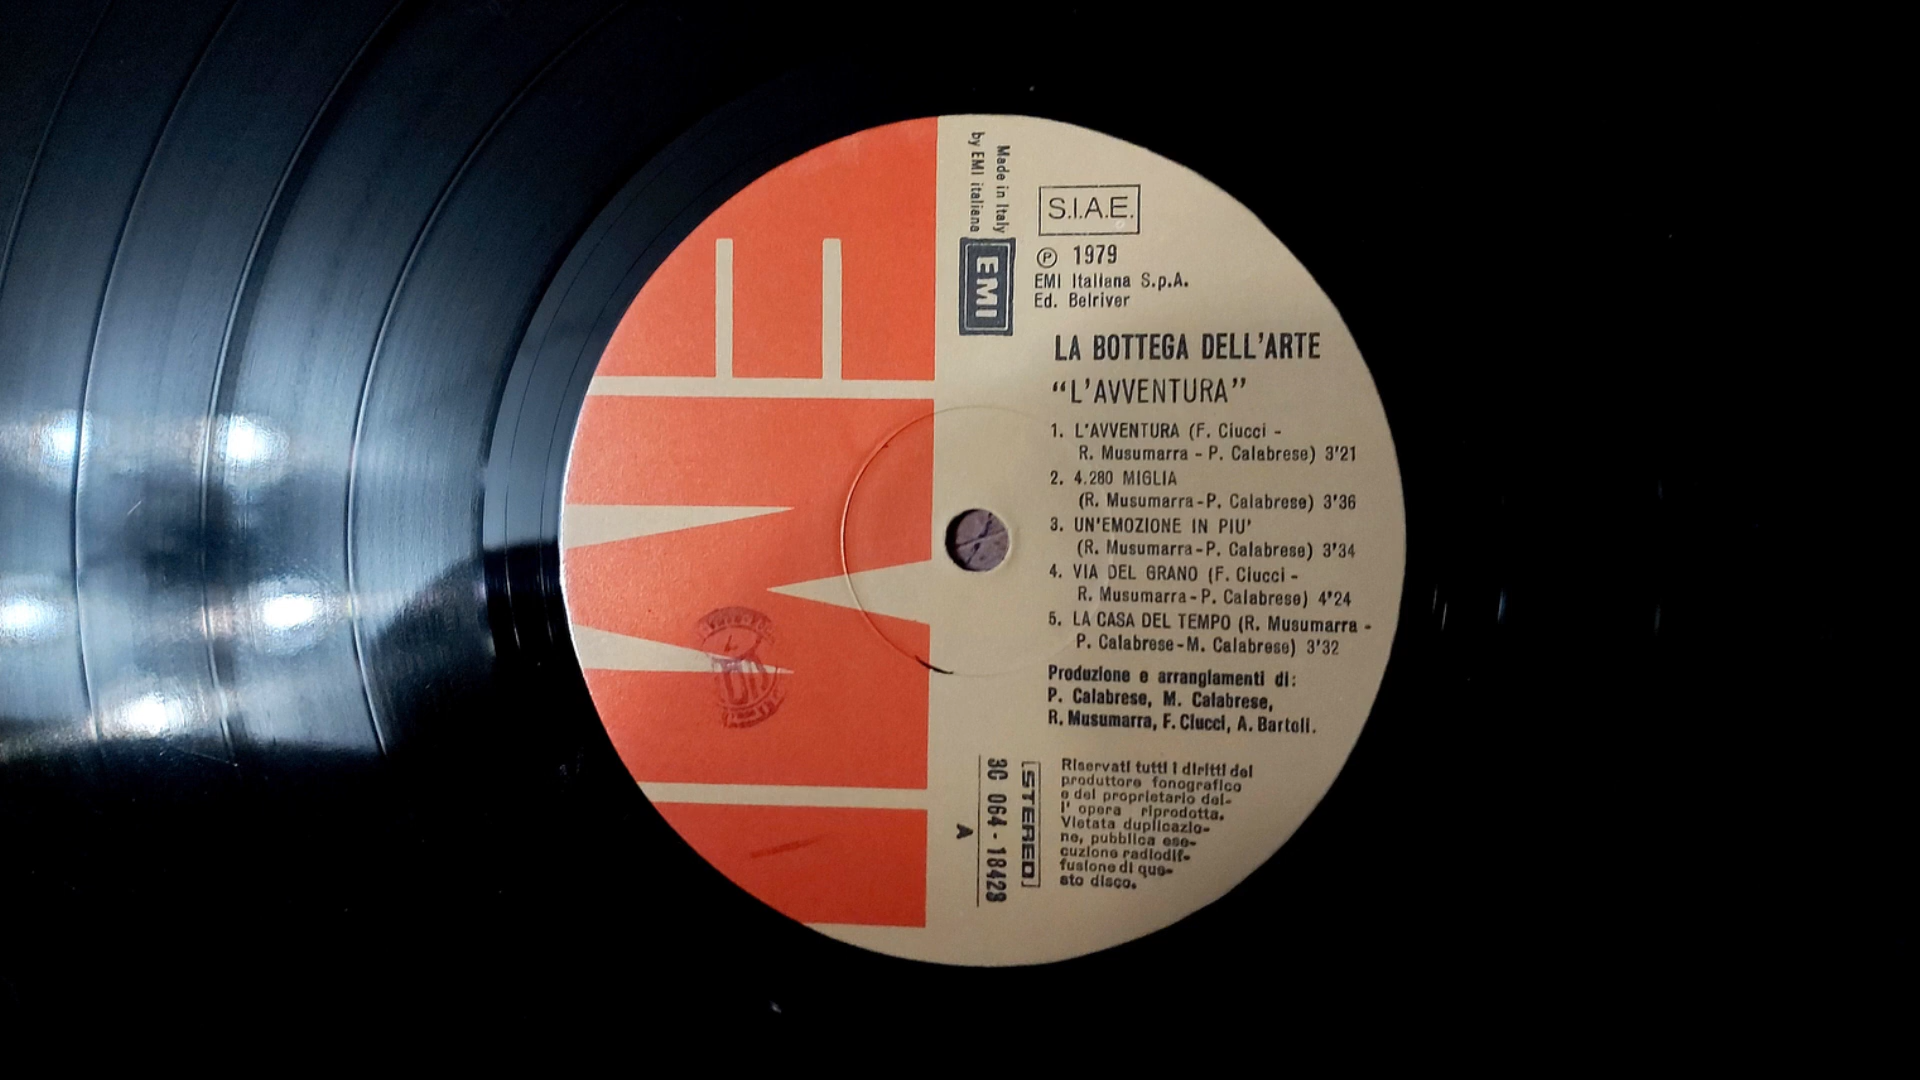 Made in Italy
by EMI italiana
EMI
S.I.A.E.
Ⓟ 1979
EMI Italiana S.p.A.
Ed. Belriver
LA BOTTEGA DELL'ARTE
“L'AVVENTURA”
1. L'AVVENTURA (F. Ciucci -
R. Musumarra - P. Calabrese) 3'21
2. 4.280 MIGLIA
(R. Musumarra-P. Calabrese) 3'36
3. UN'EMOZIONE IN PIU'
(R. Musumarra-P. Calabrese) 3'34
4. VIA DEL GRANO (F. Ciucci -
R. Musumarra-P. Calabrese) 4'24
5. LA CASA DEL TEMPO (R. Musumarra -
P. Calabrese-M. Calabrese) 3'32
Produzione e arrangiamenti di:
P. Calabrese, M. Calabrese,
R. Musumarra, F. Ciucci, A. Bartoli.
Riservati tutti i diritti del
produttore fonografico
e del proprietario del-
l' opera riprodotta.
Vietata duplicazio-
ne, pubblica ese-
cuzione radiodif-
fusione di que-
sto disco.
STEREO
3C 064 - 18428
A
EMI